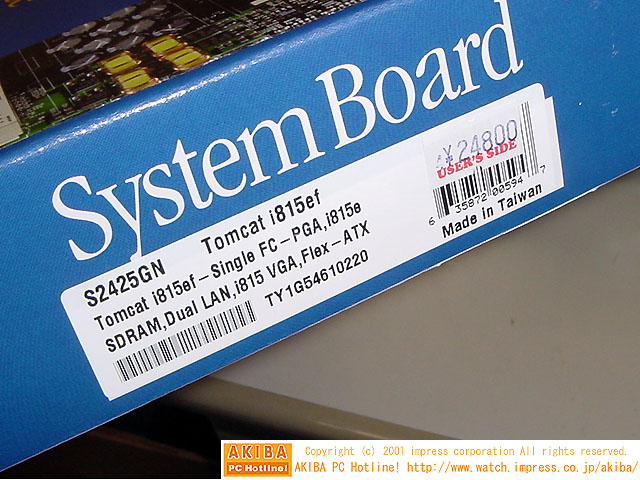 System Board
S2425GN Tomcat i815ef
Tomcat i815ef-Single FC-PGA,i815e
SDRAM,Dual LAN,i815 VGA,Flex-ATX
TY1G54610220
¥24800
USER'S SIDE
6 35872 00594 7
Made in Taiwan
AKIBA
PC Hotline!
Copyright (c) 2001 impress corporation All rights reserved.
AKIBA PC Hotline! http://www.watch.impress.co.jp/akiba/